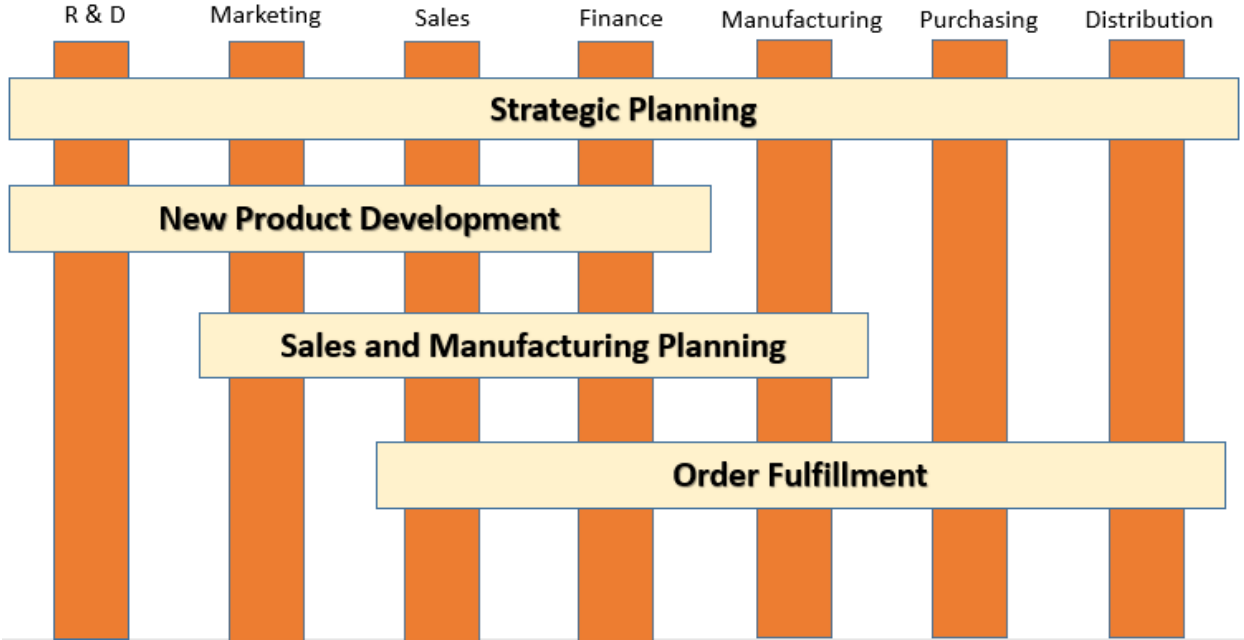 R & D Marketing Sales Finance Manufacturing Purchasing Distribution
Strategic Planning
New Product Development
Sales and Manufacturing Planning
Order Fulfillment